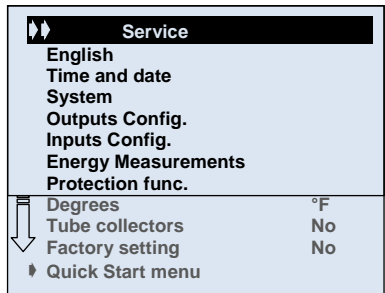 Service
English
Time and date
System
Outputs Config.
Inputs Config.
Energy Measurements
Protection func.
Degrees °F
Tube collectors No
Factory setting No
Quick Start menu